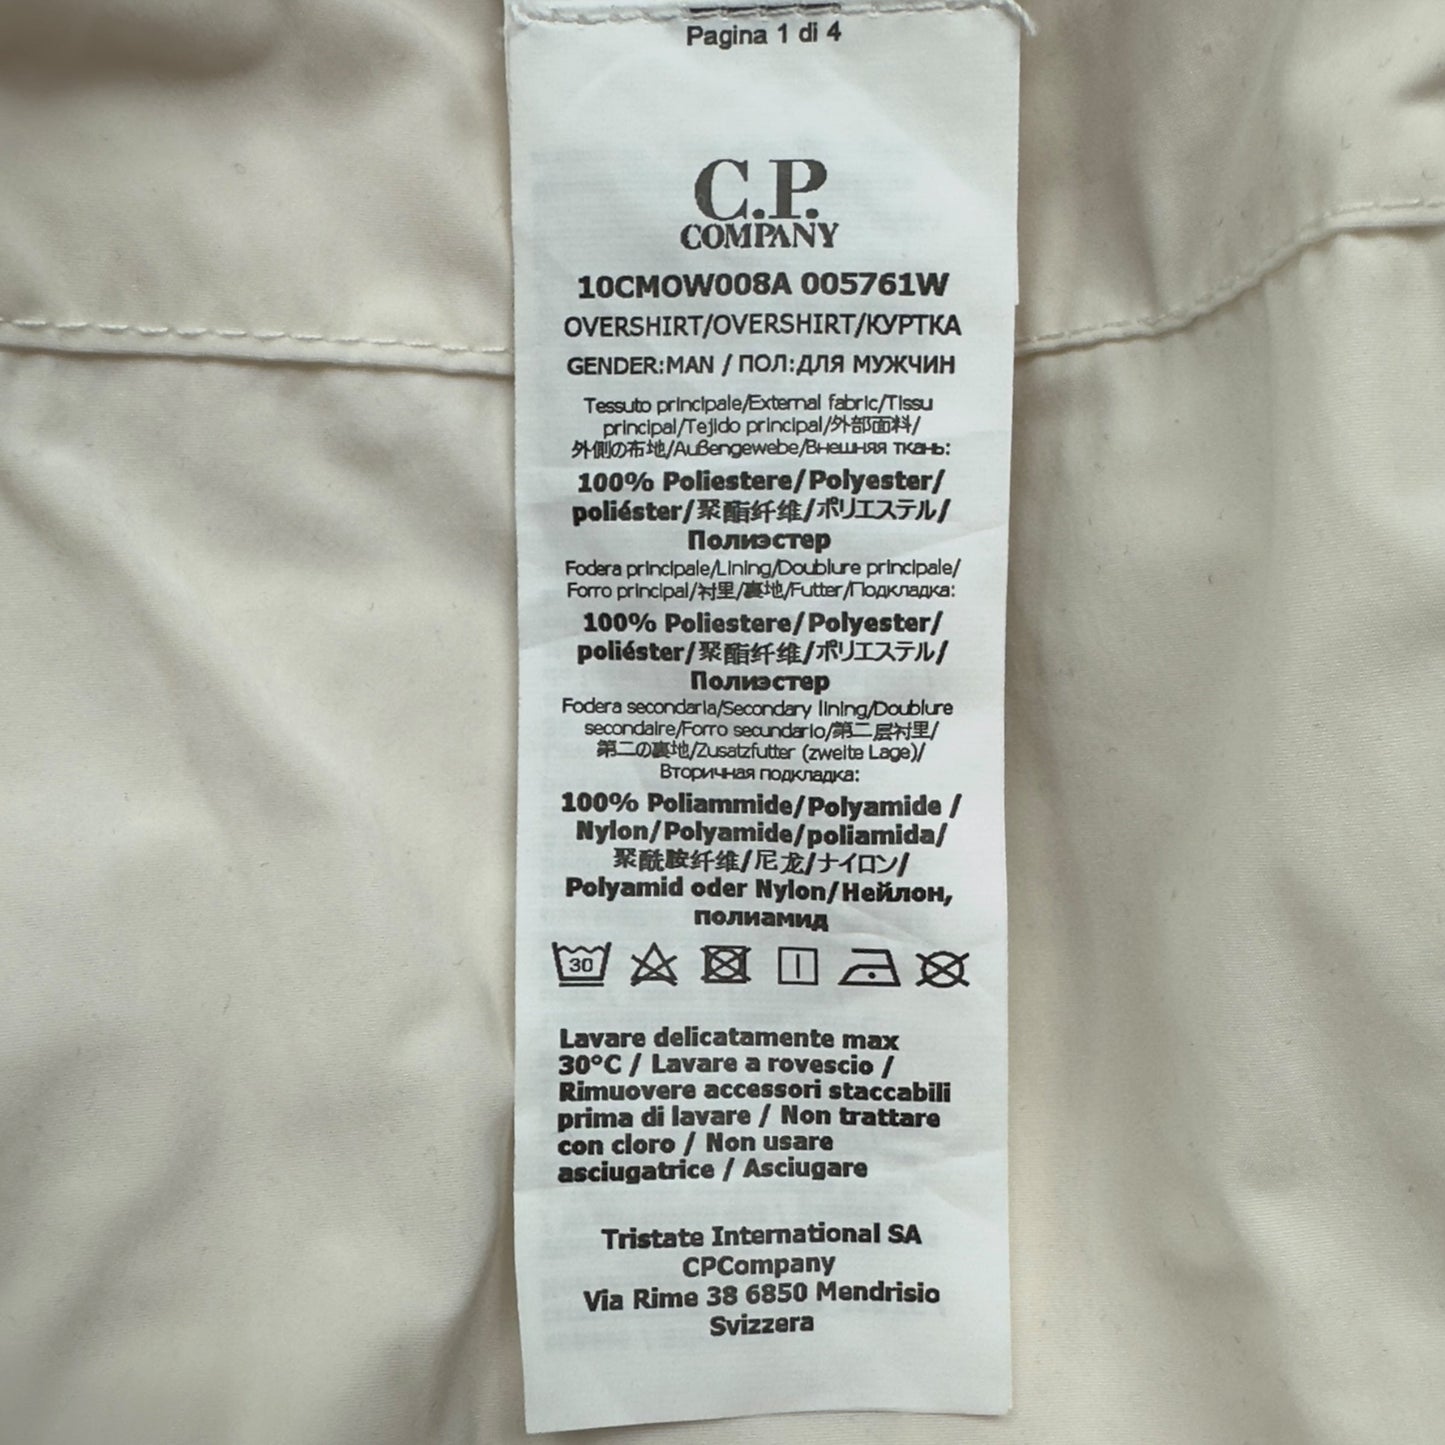 Pagina 1 di 4
C.P.
COMPANY
10CMOW008A 005761W
OVERSHIRT/OVERSHIRT/КУРТКА
GENDER:MAN / ПОЛ:ДЛЯ МУЖЧИН
Tessuto principale/External fabric/Tissu
principal/Tejido principal/外部面料/
外側の布地/Außengewebe/Внешняя ткань:
100% Poliestere/Polyester/
poliéster/聚酯纤维/ポリエステル/
Полиэстер
Fodera principale/Lining/Doublure principale/
Forro principal/衬里/裏地/Futter/Подкладка:
100% Poliestere/Polyester/
poliéster/聚酯纤维/ポリエステル/
Полиэстер
Fodera secondaria/Secondary lining/Doublure
secondaire/Forro secundario/第二层衬里/
第二の裏地/Zusatzfutter (zweite Lage)/
Вторичная подкладка:
100% Poliammide/Polyamide /
Nylon/Polyamide/poliamida/
聚酰胺纤维/尼龙/ナイロン/
Polyamid oder Nylon/Нейлон,
полиамид
30
Lavare delicatamente max
30°C / Lavare a rovescio /
Rimuovere accessori staccabili
prima di lavare / Non trattare
con cloro / Non usare
asciugatrice / Asciugare
Tristate International SA
CPCompany
Via Rime 38 6850 Mendrisio
Svizzera